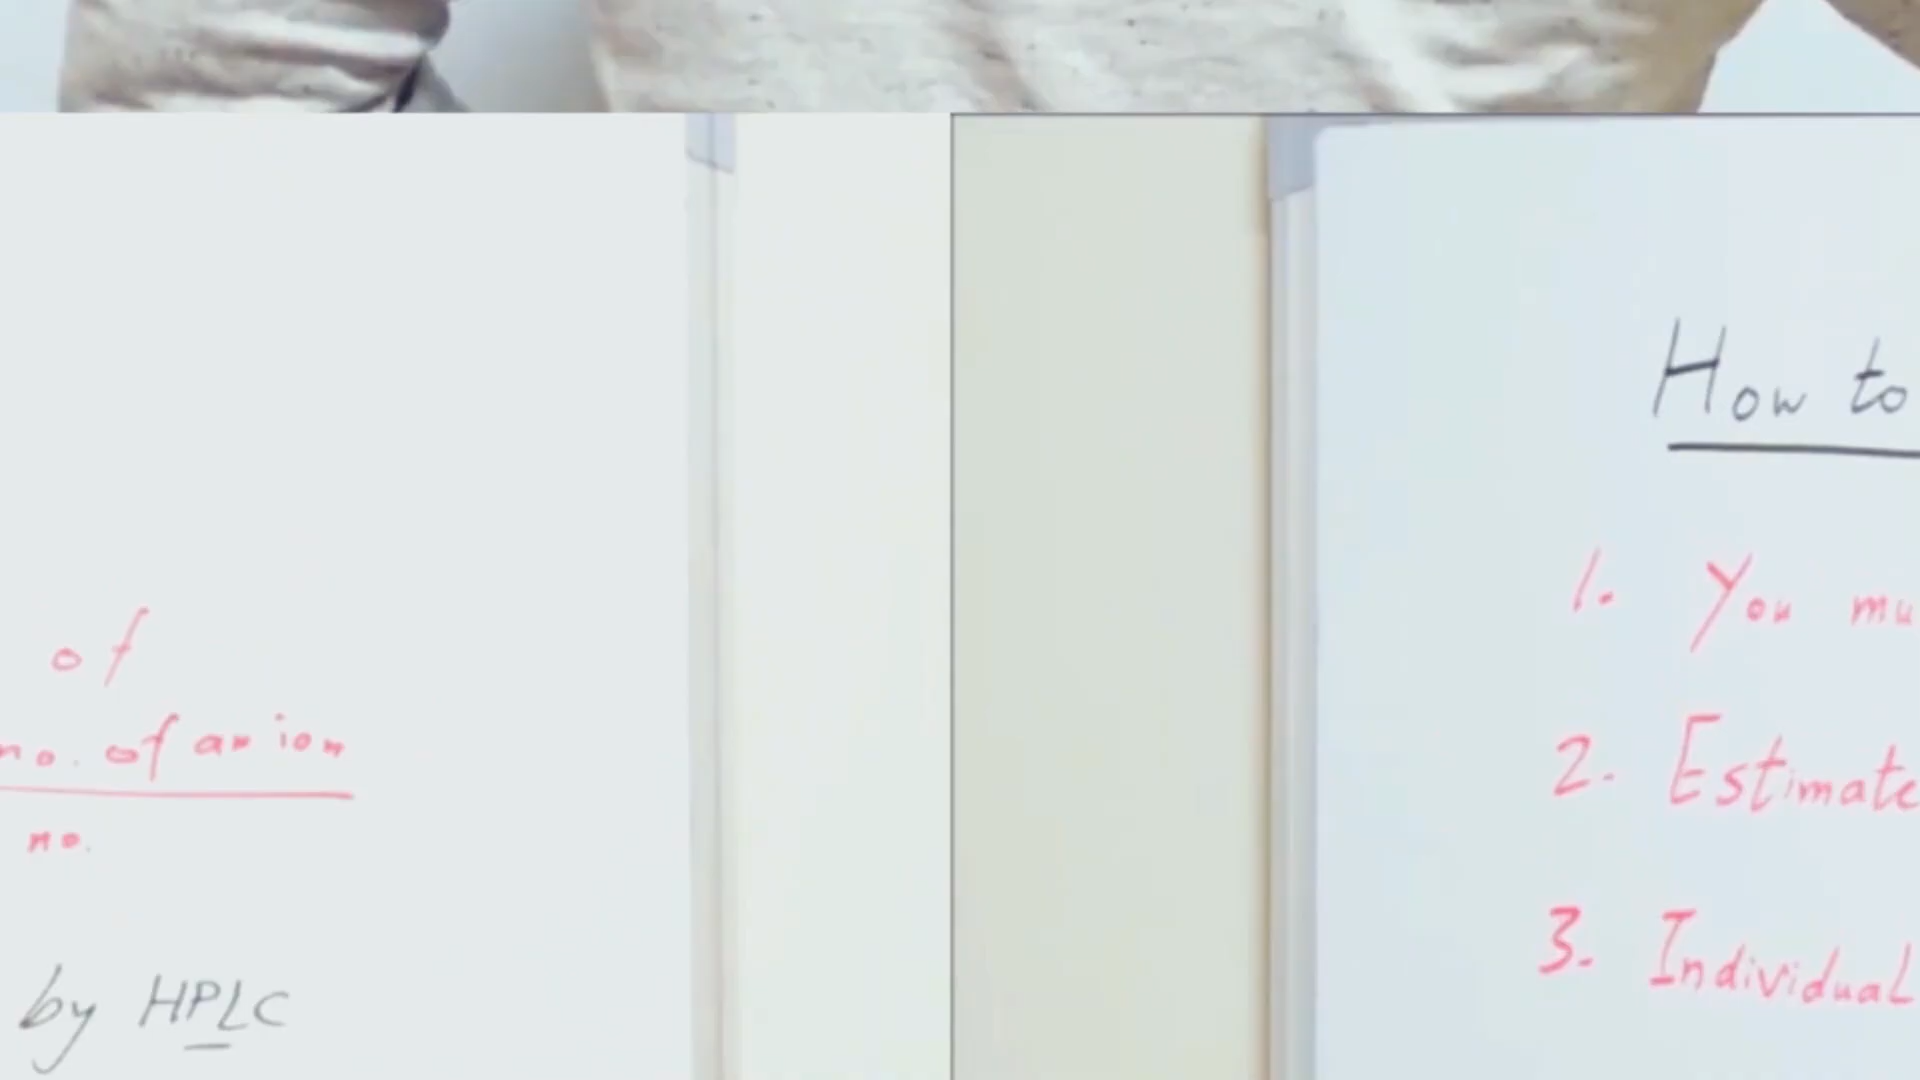 of
no. of anion
no.
by HPLC
How to
1. You mu
2. Estimate
3. Individual